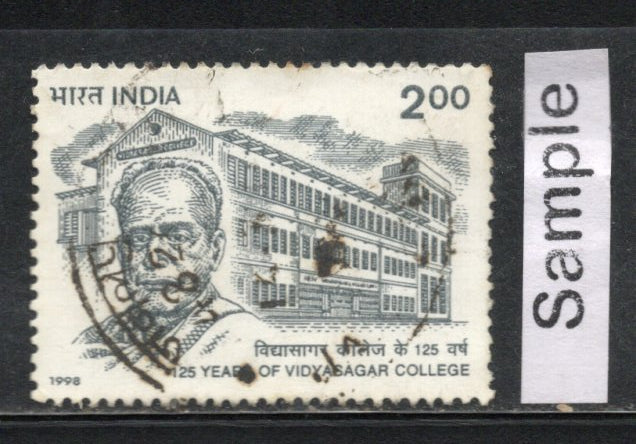 भारत INDIA
2.00
विद्यासागर कॉलेज के 125 वर्ष
125 YEARS OF VIDYASAGAR COLLEGE
1998
Sample